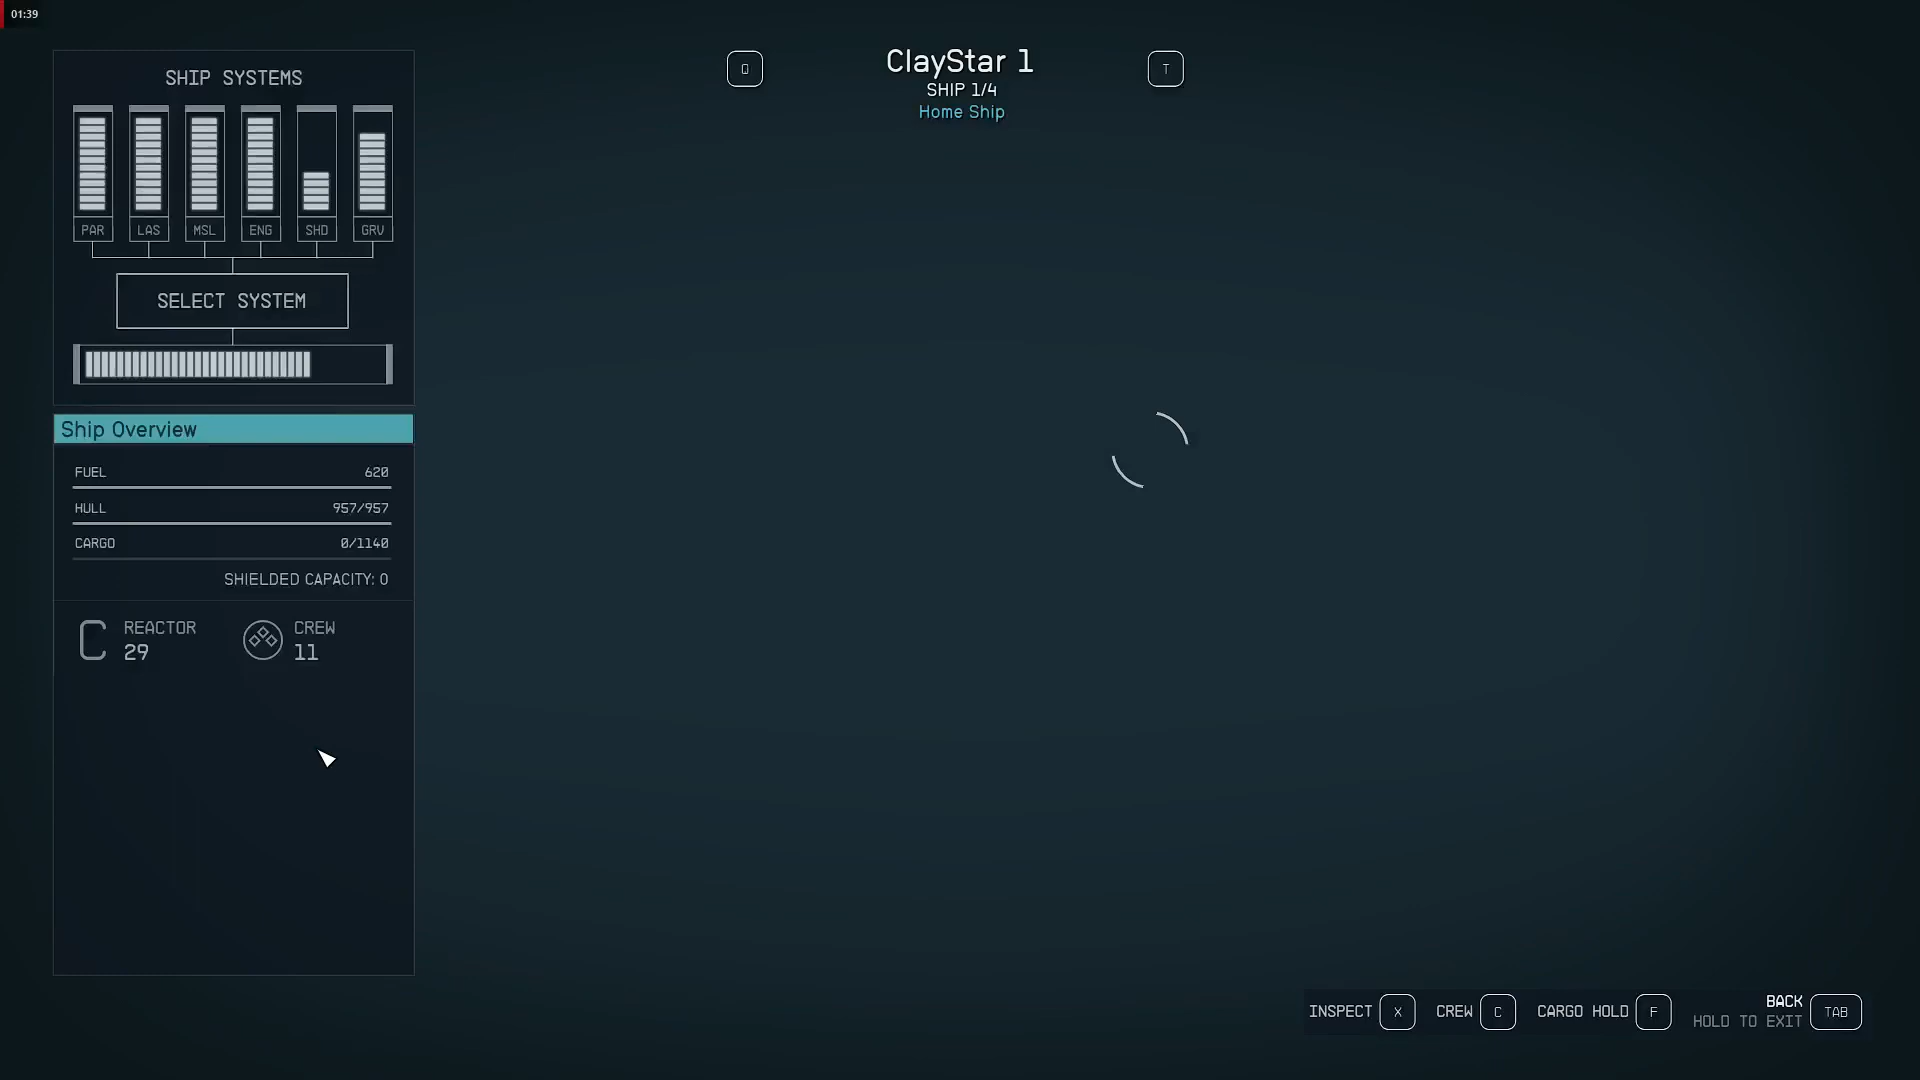 01:39
SHIP SYSTEMS
PAR LAS MSL ENG SHD GRV
SELECT SYSTEM
Ship Overview
FUEL 620
HULL 957/957
CARGO 0/1140
SHIELDED CAPACITY: 0
C REACTOR 29
CREW 11
Q ClayStar 1 T
SHIP 1/4
Home Ship
INSPECT X CREW C CARGO HOLD F BACK TAB
HOLD TO EXIT